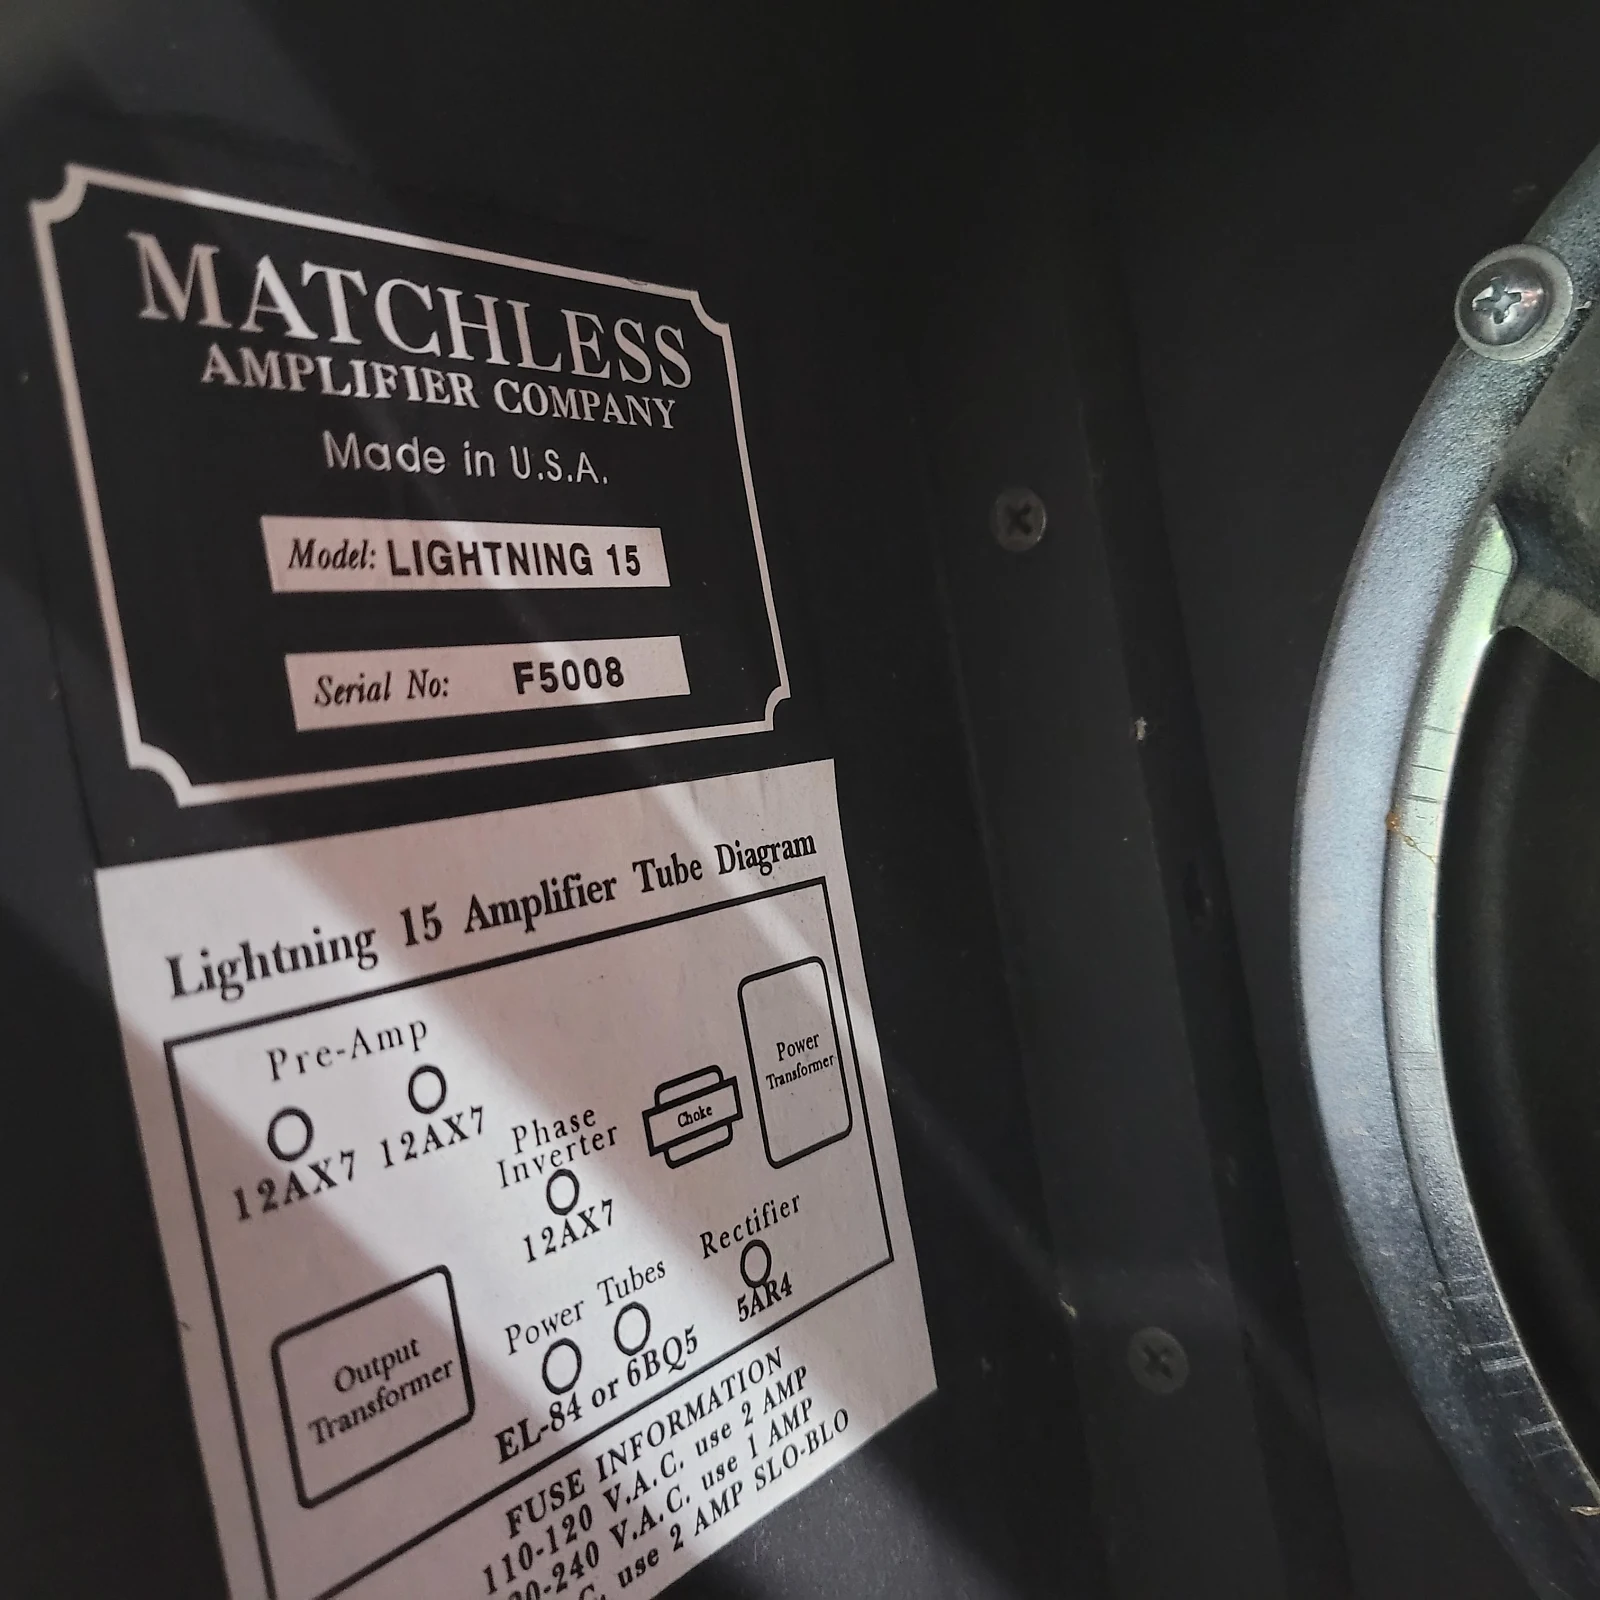 MATCHLESS
AMPLIFIER COMPANY
Made in U.S.A.
Model: LIGHTNING 15
Serial No: F5008
Lightning 15 Amplifier Tube Diagram
Pre-Amp
12AX7 12AX7
Phase
Inverter
12AX7
Choke
Power
Transformer
Rectifier
5AR4
Power Tubes
EL-84 or 6BQ5
Output
Transformer
FUSE INFORMATION
110-120 V.A.C. use 2 AMP
0-240 V.A.C. use 1 AMP
C. use 2 AMP SLO-BLO